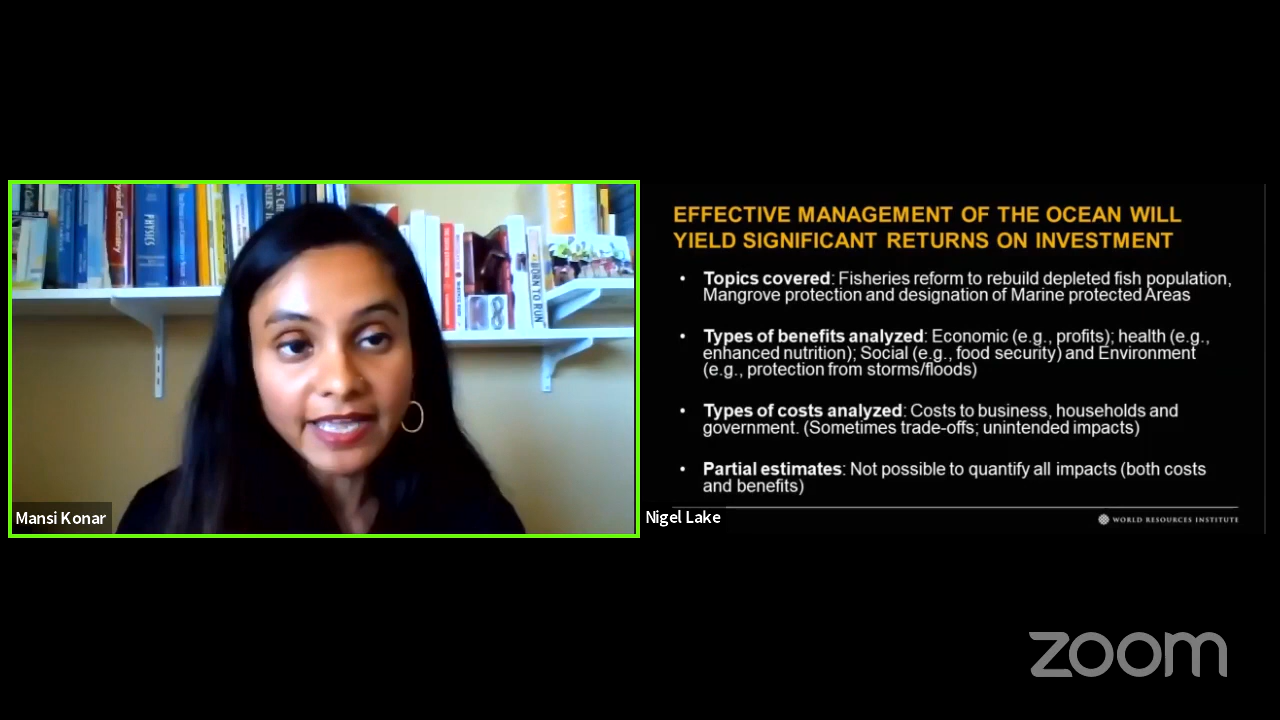 Physical Chemistry
PHYSICS
BORN TO RUN
Mansi Konar
EFFECTIVE MANAGEMENT OF THE OCEAN WILL
YIELD SIGNIFICANT RETURNS ON INVESTMENT
• Topics covered: Fisheries reform to rebuild depleted fish population,
Mangrove protection and designation of Marine protected Areas
• Types of benefits analyzed: Economic (e.g., profits); health (e.g.,
enhanced nutrition); Social (e.g., food security) and Environment
(e.g., protection from storms/floods)
• Types of costs analyzed: Costs to business, households and
government. (Sometimes trade-offs; unintended impacts)
• Partial estimates: Not possible to quantify all impacts (both costs
and benefits)
Nigel Lake
WORLD RESOURCES INSTITUTE
zoom